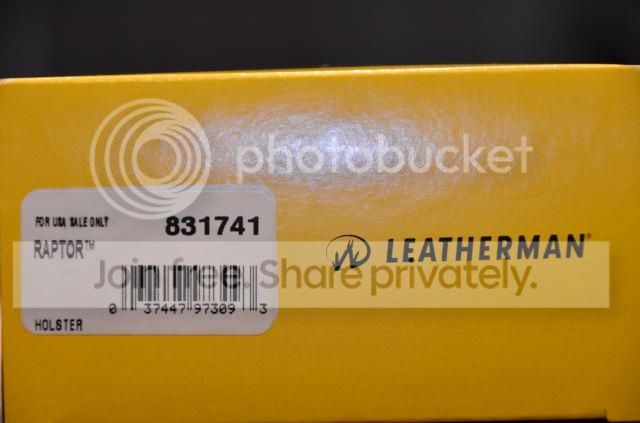 photobucket
FOR USA SALE ONLY 831741
RAPTOR™
LEATHERMAN®
Join free. Share privately.
0 37447 97309 3
HOLSTER